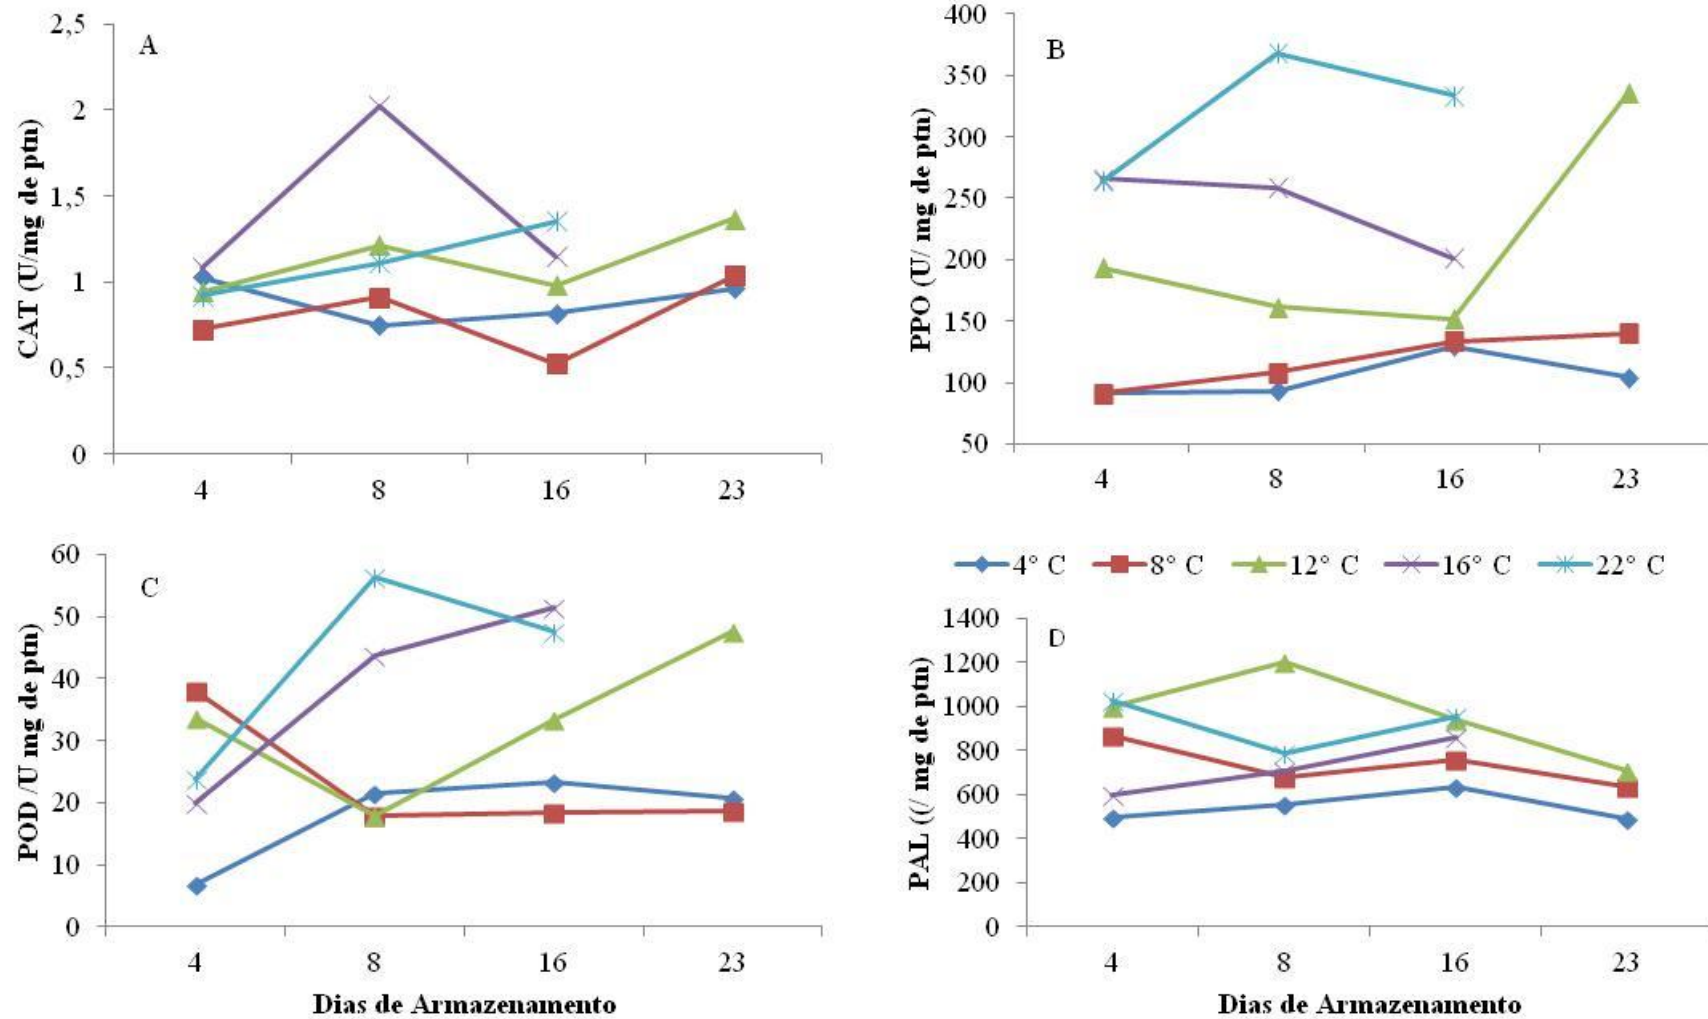 A
CAT (U/mg de ptn)
2,5
2
1,5
1
0,5
0
4 8 16 23
B
PPO (U/ mg de ptn)
400
350
300
250
200
150
100
50
4 8 16 23
C
POD /U mg de ptn)
60
50
40
30
20
10
0
4 8 16 23
Dias de Armazenamento
4° C 8° C 12° C 16° C 22° C
D
PAL ((/ mg de ptn)
1400
1200
1000
800
600
400
200
0
4 8 16 23
Dias de Armazenamento